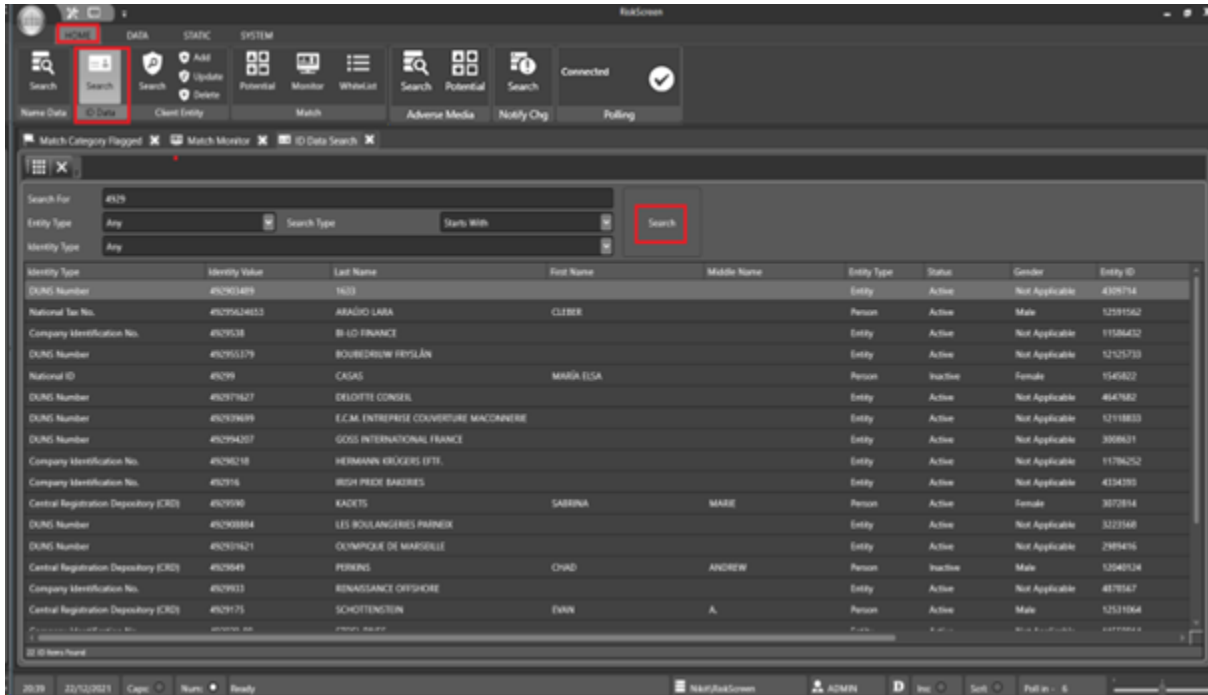 RiskScreen
HOME DATA STATIC SYSTEM
Search Search Search Add Update Delete Potential Monitor WhiteList Search Potential Search Connected
Name Data ID Data Client Entity Match Adverse Media Notify Chg Polling
Match Category Flagged Match Monitor ID Data Search
Search For 4929
Entity Type Any Search Type Starts With Search
Identity Type Any
Identity Type Identity Value Last Name First Name Middle Name Entity Type Status Gender Entity ID
DUNS Number 492903489 1633 Entity Active Not Applicable 4309714
National Tax No. 49295624653 ARAÚJO LARA CLEBER Person Active Male 12591562
Company Identification No. 4929538 BI-LO FINANCE Entity Active Not Applicable 11586432
DUNS Number 492955379 BOUBEDRIUW FRYSLÂN Entity Active Not Applicable 12125733
National ID 49299 CASAS MARÍA ELSA Person Inactive Female 1545822
DUNS Number 492971627 DELOITTE CONSEIL Entity Active Not Applicable 4647682
DUNS Number 492939699 E.C.M. ENTREPRISE COUVERTURE MACONNERIE Entity Active Not Applicable 12118833
DUNS Number 492994207 GOSS INTERNATIONAL FRANCE Entity Active Not Applicable 3008631
Company Identification No. 49298218 HERMANN KRÜGERS EFTF. Entity Active Not Applicable 11786252
Company Identification No. 492916 IRISH PRIDE BAKERIES Entity Active Not Applicable 4334393
Central Registration Depository (CRD) 4929590 KADETS SABRINA MARIE Person Active Female 3072814
DUNS Number 492908884 LES BOULANGERIES PARNEIX Entity Active Not Applicable 3223568
DUNS Number 492931621 OLYMPIQUE DE MARSEILLE Entity Active Not Applicable 2989416
Central Registration Depository (CRD) 4929849 PERKINS CHAD ANDREW Person Inactive Male 12040124
Company Identification No. 4929933 RENAISSANCE OFFSHORE Entity Active Not Applicable 4878567
Central Registration Depository (CRD) 4929175 SCHOTTENSTEIN EVAN A. Person Active Male 12531064
22 ID Items Found
20:39 22/12/2021 Caps: Num: Ready Nikit\RiskScreen ADMIN D Ins: Scrl: Poll in - 6